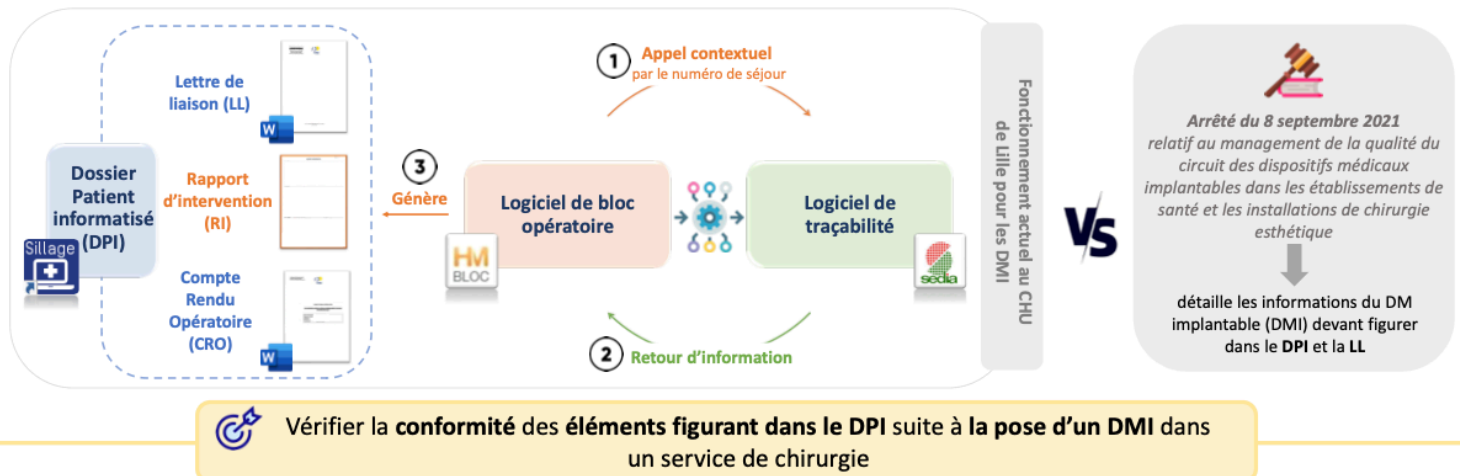 Lettre de
liaison (LL)
Dossier
Patient
informatisé
(DPI)
Sillage
Rapport
d'intervention
(RI)
Compte
Rendu
Opératoire
(CRO)
W
W
3
Génère
1
Appel contextuel
par le numéro de séjour
Logiciel de bloc
opératoire
HM
BLOC
Logiciel de
traçabilité
sedia
2
Retour d'information
Fonctionnement actuel au CHU
de Lille pour les DMI
VS
Arrêté du 8 septembre 2021
relatif au management de la qualité du
circuit des dispositifs médicaux
implantables dans les établissements de
santé et les installations de chirurgie
esthétique
détaille les informations du DM
implantable (DMI) devant figurer
dans le DPI et la LL
Vérifier la conformité des éléments figurant dans le DPI suite à la pose d'un DMI dans
un service de chirurgie